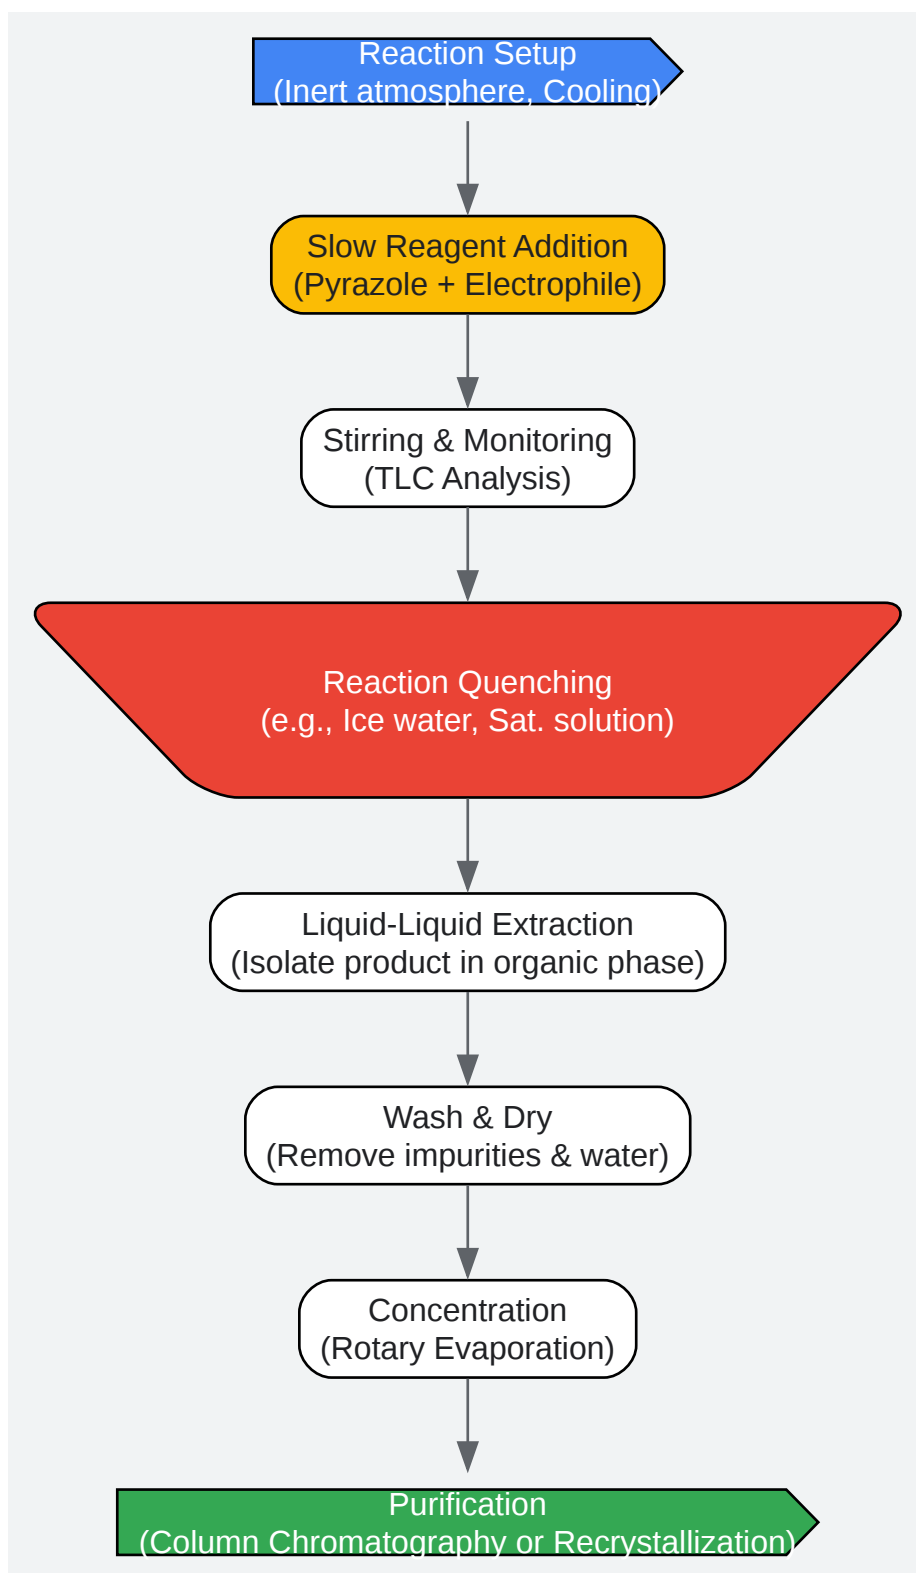 Reaction Setup
(Inert atmosphere, Cooling)
Slow Reagent Addition
(Pyrazole + Electrophile)
Stirring & Monitoring
(TLC Analysis)
Reaction Quenching
(e.g., Ice water, Sat. solution)
Liquid-Liquid Extraction
(Isolate product in organic phase)
Wash & Dry
(Remove impurities & water)
Concentration
(Rotary Evaporation)
Purification
(Column Chromatography or Recrystallization)